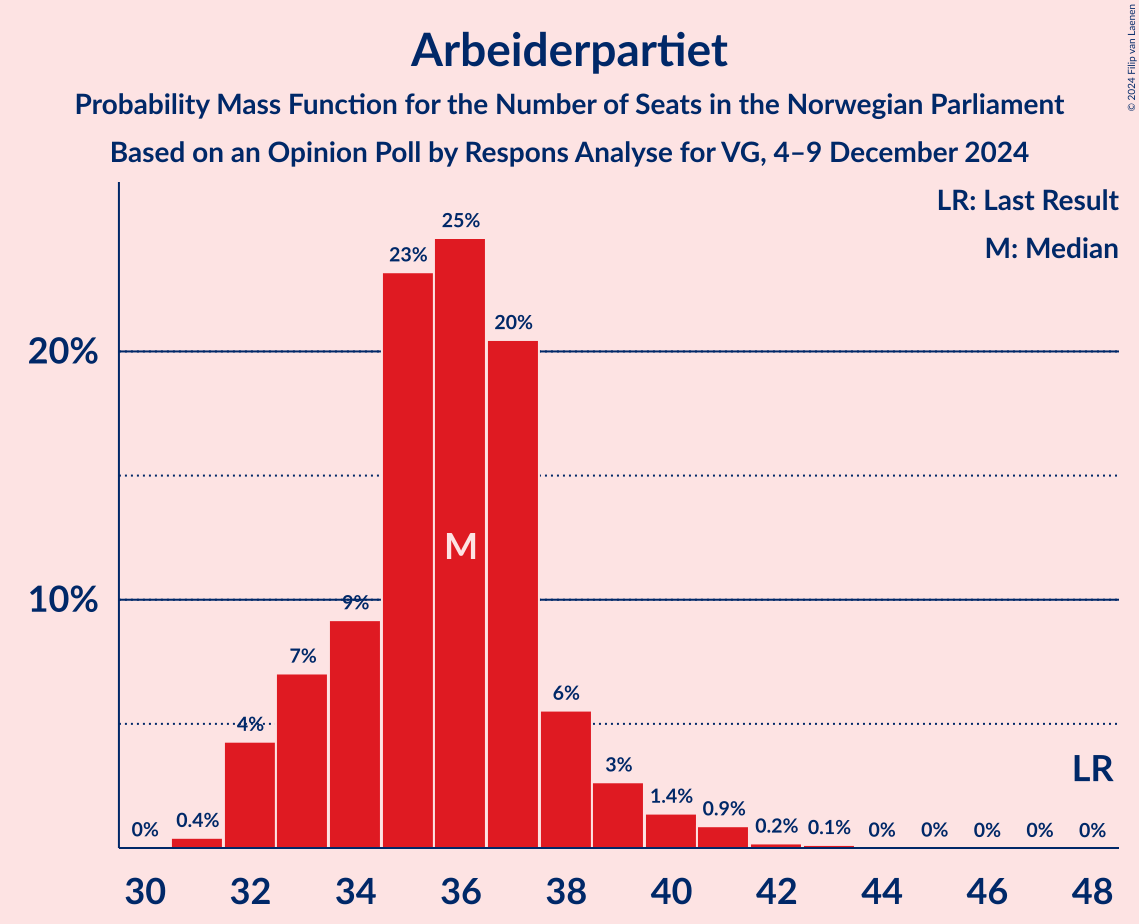 Arbeiderpartiet
Probability Mass Function for the Number of Seats in the Norwegian Parliament
Based on an Opinion Poll by Respons Analyse for VG, 4–9 December 2024
© 2024 Filip van Laenen
LR: Last Result
M: Median
25%
23%
20%
20%
M
10%
9%
7%
6%
4%
3%
LR
1.4%
0.9%
0% 0.4% 0.2% 0.1% 0% 0% 0% 0% 0%
30 32 34 36 38 40 42 44 46 48